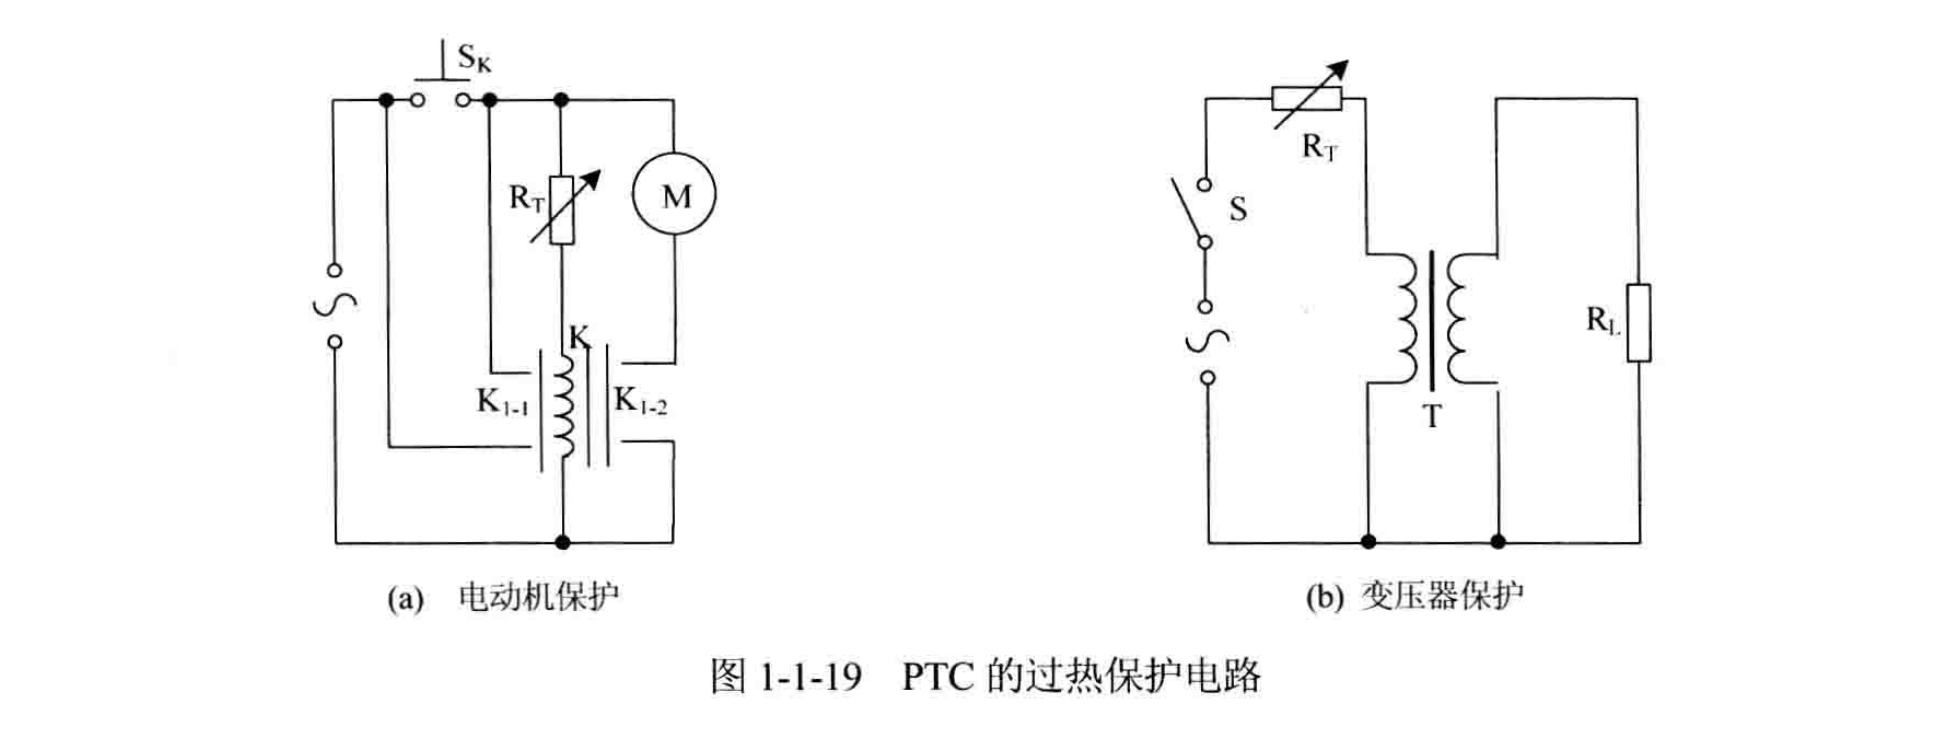 S_K
R_T
M
K
K_{1-1}
K_{1-2}
(a) 电动机保护
R_T
S
R_L
T
(b) 变压器保护
图 1-1-19 PTC 的过热保护电路